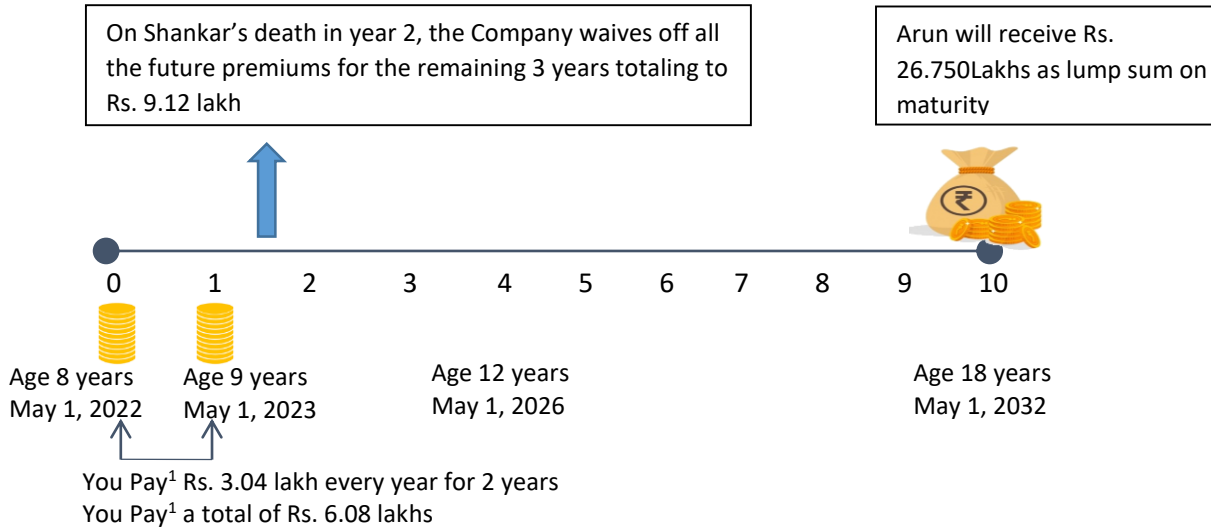 On Shankar’s death in year 2, the Company waives off all
the future premiums for the remaining 3 years totaling to
Rs. 9.12 lakh
Arun will receive Rs.
26.750Lakhs as lump sum on
maturity
₹
0 1 2 3 4 5 6 7 8 9 10
Age 8 years Age 9 years Age 12 years Age 18 years
May 1, 2022 May 1, 2023 May 1, 2026 May 1, 2032
You Pay¹ Rs. 3.04 lakh every year for 2 years
You Pay¹ a total of Rs. 6.08 lakhs